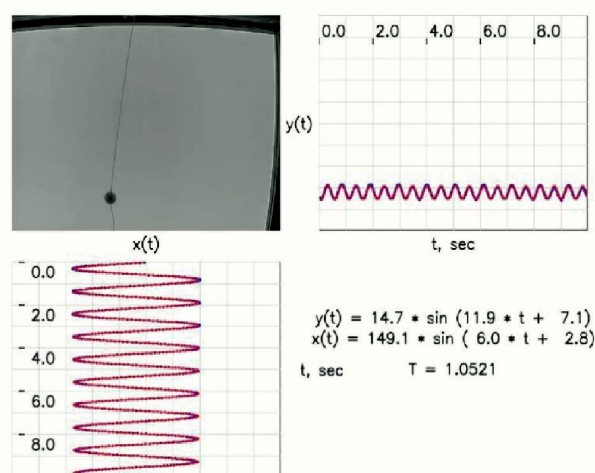 0.0 2.0 4.0 6.0 8.0
y(t)
x(t)
t, sec
0.0
2.0
4.0
6.0
8.0
y(t) = 14.7 * sin (11.9 * t + 7.1)
x(t) = 149.1 * sin ( 6.0 * t + 2.8)
t, sec T = 1.0521